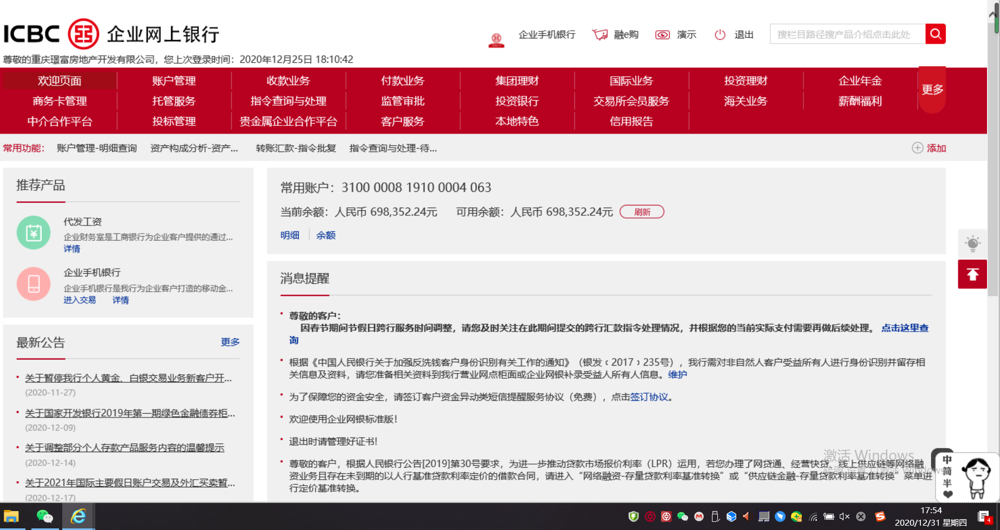 ICBC 企业网上银行
企业手机银行 融e购 演示 退出 搜栏目路径搜产品介绍点击此处
尊敬的重庆璟富房地产开发有限公司，您上次登录时间：2020年12月25日 18:10:42
欢迎页面 账户管理 收款业务 付款业务 集团理财 国际业务 投资理财 企业年金 更多
商务卡管理 托管服务 指令查询与处理 监管审批 投资银行 交易所会员服务 海关业务 薪酬福利
中介合作平台 投标管理 贵金属企业合作平台 客户服务 本地特色 信用报告
常用功能： 账户管理-明细查询 资产构成分析-资产... 转账汇款-指令批复 指令查询与处理-待... 添加
推荐产品
代发工资
企业财务室是工商银行为企业客户提供的通过...
详情
企业手机银行
企业手机银行是我行为企业客户打造的移动金...
进入交易 详情
最新公告 更多
关于暂停我行个人黄金、白银交易业务新客户开...
(2020-11-27)
关于国家开发银行2019年第一期绿色金融债券柜...
(2020-12-09)
关于调整部分个人存款产品服务内容的温馨提示
(2020-12-14)
关于2021年国际主要假日账户交易及外汇买卖暂...
(2020-12-17)
常用账户：3100 0008 1910 0004 063
当前余额：人民币 698,352.24元 可用余额：人民币 698,352.24元 刷新
明细 余额
消息提醒
尊敬的客户：
因春节期间节假日跨行服务时间调整，请您及时关注在此期间提交的跨行汇款指令处理情况，并根据您的当前实际支付需要再做后续处理。 点击这里查
询
根据《中国人民银行关于加强反洗钱客户身份识别有关工作的通知》（银发﹝2017﹞235号），我行需对非自然人客户受益所有人进行身份识别并留存相
关信息及资料，请您准备相关资料到我行营业网点柜面或企业网银补录受益人所有人信息。维护
为了保障您的资金安全，请签订客户资金异动类短信提醒服务协议（免费），点击签订协议。
欢迎使用企业网银标准版！
退出时请管理好证书!
尊敬的客户，根据人民银行公告[2019]第30号要求，为进一步推动贷款市场报价利率（LPR）运用，若您办理了网贷通、经营快贷、线上供应链等网络融
资业务且存在未到期的以人行基准贷款利率定价的借款合同，请进入“网络融资-存量贷款利率基准转换”或“供应链金融-存量贷款利率基准转换”菜单进
行定价基准转换。
激活 Windows
转到“设置”以激活 Windows。
中
简
半
17:54
2020/12/31 星期四
4